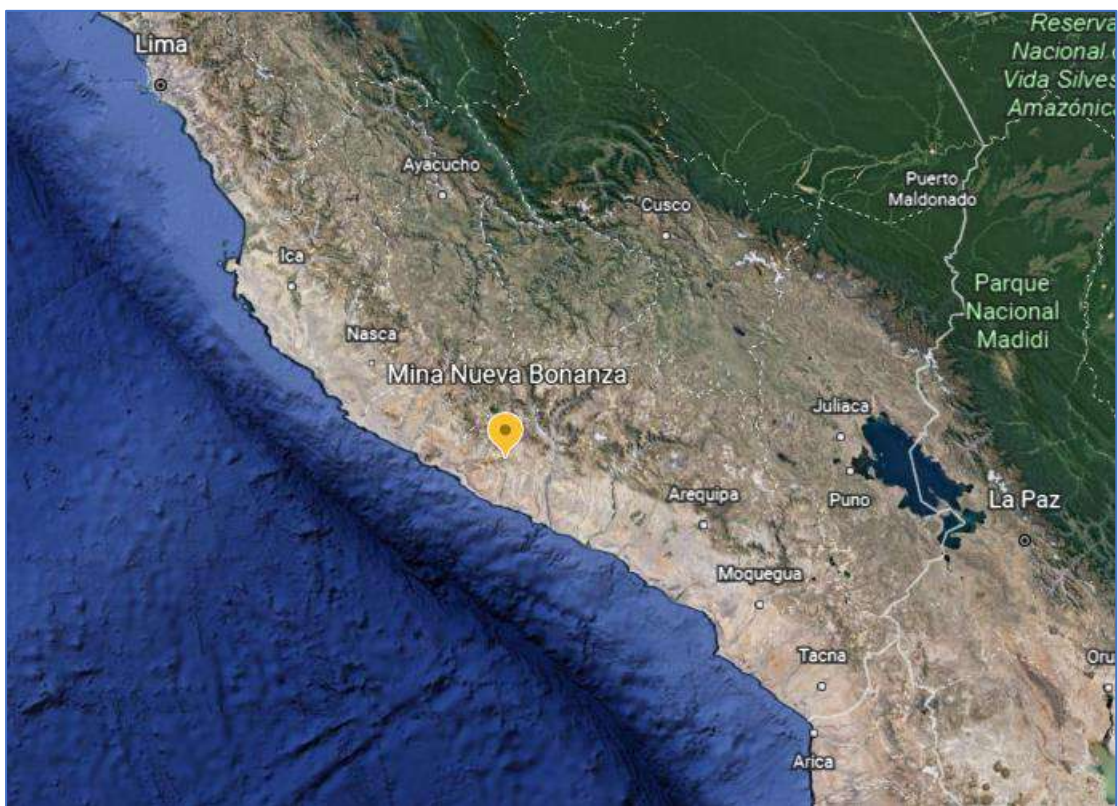 Lima
Reserva
Nacional
Vida Silves
Amazónic
Ayacucho
Puerto
Maldonado
Cusco
Ica
Parque
Nacional
Madidi
Nasca
Mina Nueva Bonanza
Juliaca
Arequipa
Puno
La Paz
Moquegua
Tacna
Oru
Arica